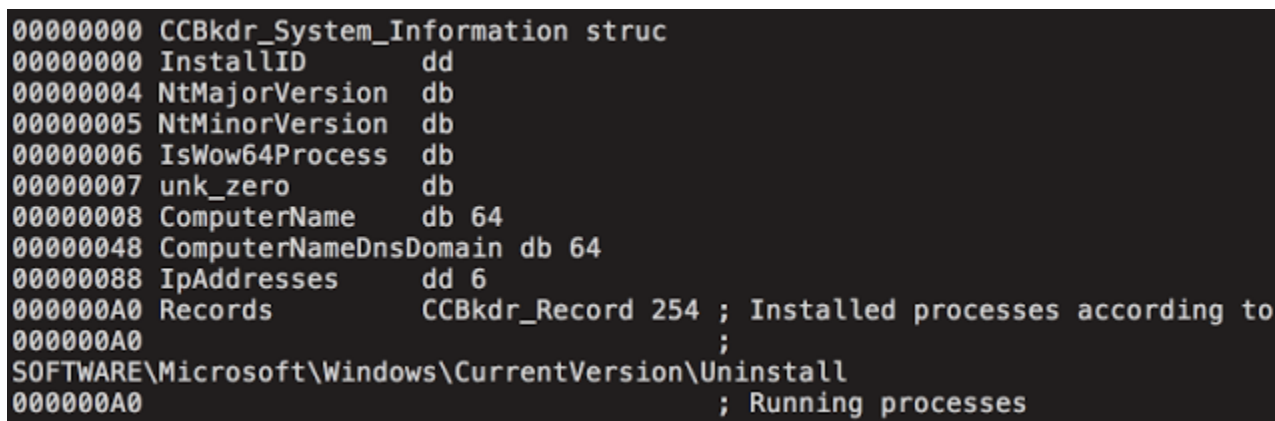 00000000 CCBkdr_System_Information struc
00000000 InstallID dd
00000004 NtMajorVersion db
00000005 NtMinorVersion db
00000006 IsWow64Process db
00000007 unk_zero db
00000008 ComputerName db 64
00000048 ComputerNameDnsDomain db 64
00000088 IpAddresses dd 6
000000A0 Records CCBkdr_Record 254 ; Installed processes according to
000000A0 ;
SOFTWARE\Microsoft\Windows\CurrentVersion\Uninstall
000000A0 ; Running processes